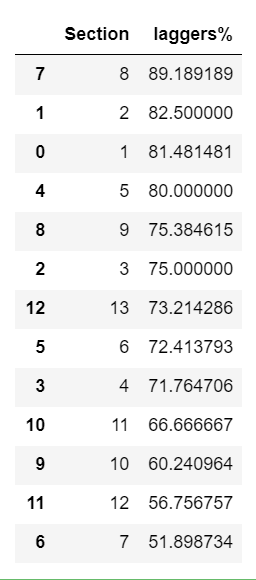 Section laggers%
7 8 89.189189
1 2 82.500000
0 1 81.481481
4 5 80.000000
8 9 75.384615
2 3 75.000000
12 13 73.214286
5 6 72.413793
3 4 71.764706
10 11 66.666667
9 10 60.240964
11 12 56.756757
6 7 51.898734